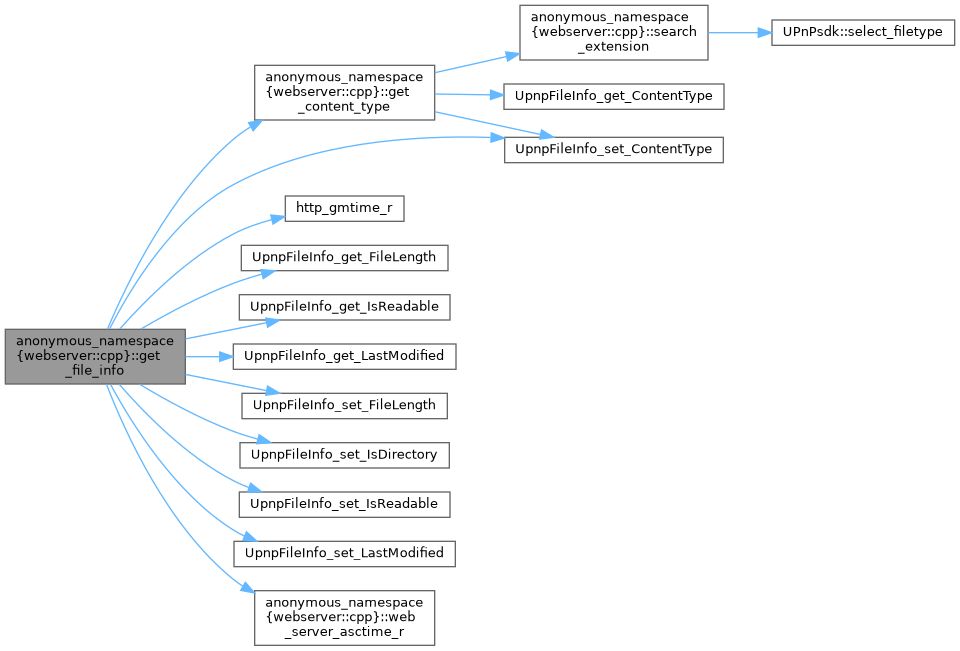 anonymous_namespace
{webserver::cpp}::search
_extension
UPnPsdk::select_filetype
anonymous_namespace
{webserver::cpp}::get
_content_type
UpnpFileInfo_get_ContentType
UpnpFileInfo_set_ContentType
http_gmtime_r
UpnpFileInfo_get_FileLength
UpnpFileInfo_get_IsReadable
anonymous_namespace
{webserver::cpp}::get
_file_info
UpnpFileInfo_get_LastModified
UpnpFileInfo_set_FileLength
UpnpFileInfo_set_IsDirectory
UpnpFileInfo_set_IsReadable
UpnpFileInfo_set_LastModified
anonymous_namespace
{webserver::cpp}::web
_server_asctime_r